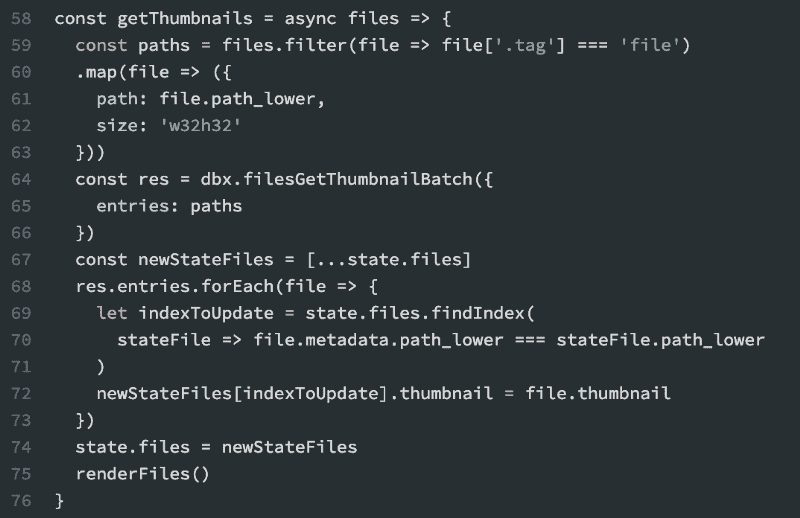 58 const getThumbnails = async files => {
59   const paths = files.filter(file => file['.tag'] === 'file')
60   .map(file => ({
61     path: file.path_lower,
62     size: 'w32h32'
63   }))
64   const res = dbx.filesGetThumbnailBatch({
65     entries: paths
66   })
67   const newStateFiles = [...state.files]
68   res.entries.forEach(file => {
69     let indexToUpdate = state.files.findIndex(
70       stateFile => file.metadata.path_lower === stateFile.path_lower
71     )
72     newStateFiles[indexToUpdate].thumbnail = file.thumbnail
73   })
74   state.files = newStateFiles
75   renderFiles()
76 }